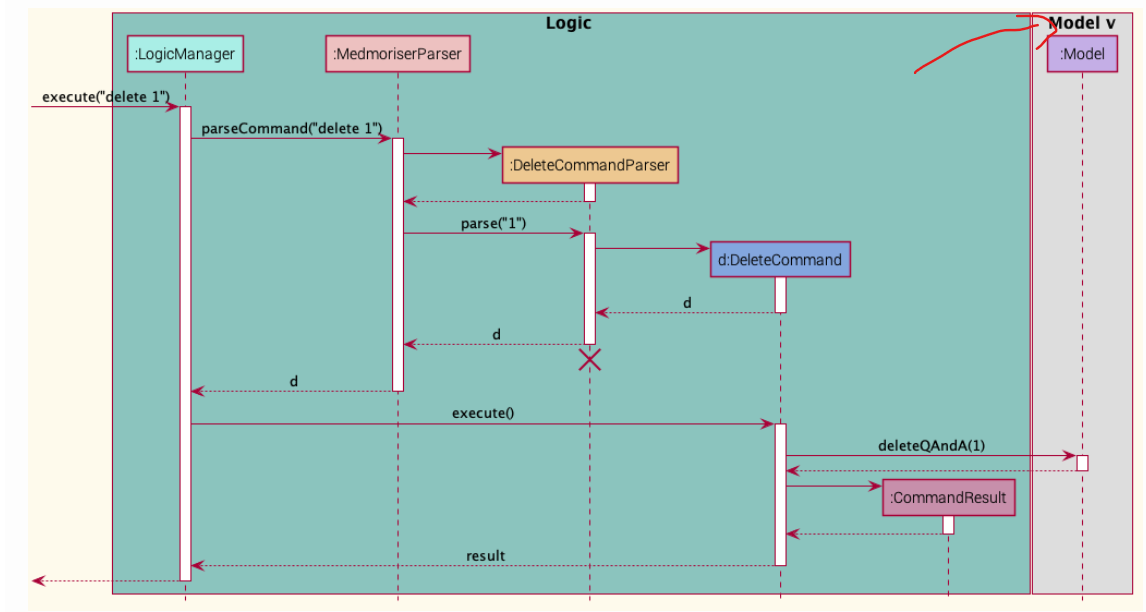 Logic
Model v
:LogicManager
:MedmoriserParser
:Model
execute("delete 1")
parseCommand("delete 1")
:DeleteCommandParser
parse("1")
d:DeleteCommand
d
d
d
execute()
deleteQAndA(1)
:CommandResult
result